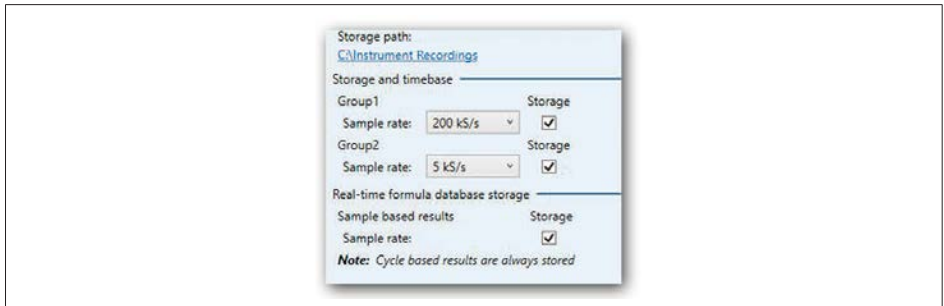 Storage path:
C:\Instrument Recordings
Storage and timebase
Group1 Storage
Sample rate: 200 kS/s
Group2 Storage
Sample rate: 5 kS/s
Real-time formula database storage
Sample based results Storage
Sample rate:
Note: Cycle based results are always stored